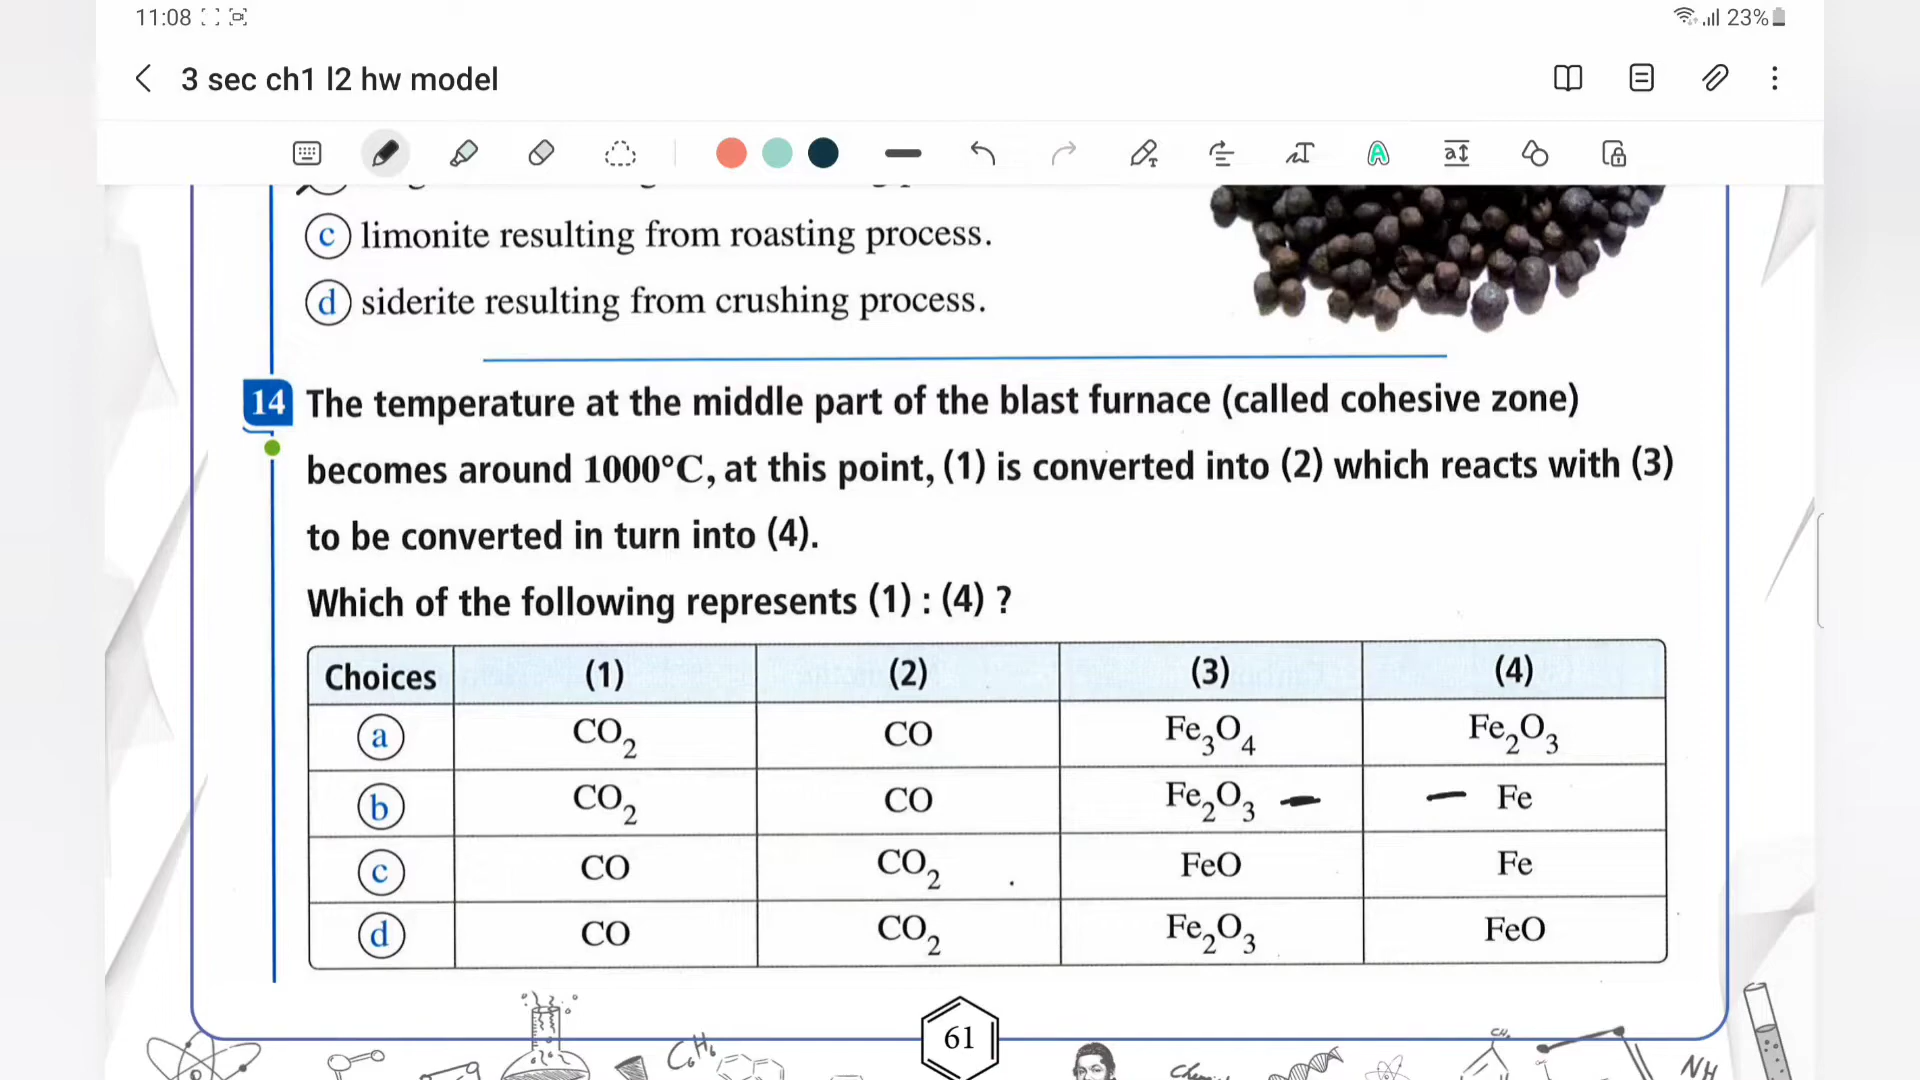 11:08
23%
3 sec ch1 l2 hw model
c limonite resulting from roasting process.
d siderite resulting from crushing process.
14 The temperature at the middle part of the blast furnace (called cohesive zone)
becomes around 1000°C, at this point, (1) is converted into (2) which reacts with (3)
to be converted in turn into (4).
Which of the following represents (1) : (4) ?
Choices (1) (2) (3) (4)
a CO₂ CO Fe₃O₄ Fe₂O₃
b CO₂ CO Fe₂O₃ Fe
c CO CO₂ FeO Fe
d CO CO₂ Fe₂O₃ FeO
61
C₆H₆
CH₃
NH